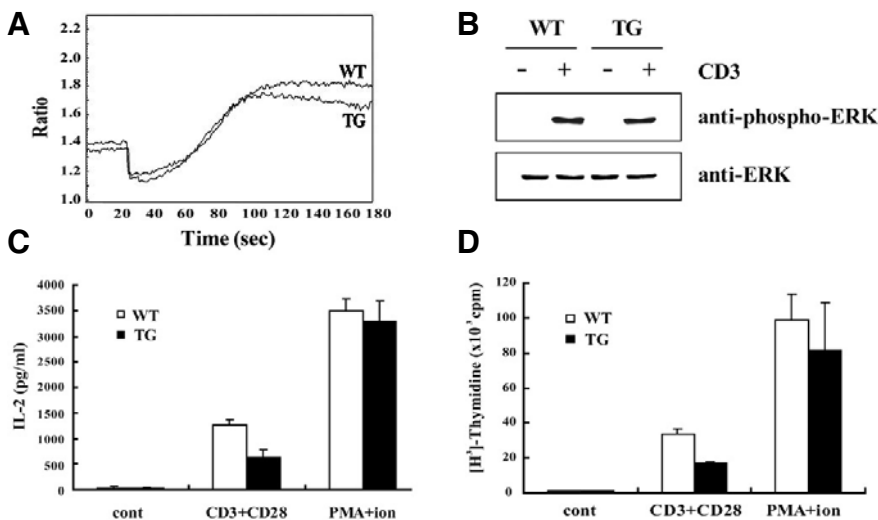 A
2.2
2.0
1.8
1.6
1.4
1.2
1.0
Ratio
WT
TG
0 20 40 60 80 100 120 140 160 180
Time (sec)
B
WT TG
- + - + CD3
anti-phospho-ERK
anti-ERK
C
4000
3500
3000
2500
2000
1500
1000
500
0
IL-2 (pg/ml)
WT
TG
cont CD3+CD28 PMA+ion
D
120
100
80
60
40
20
0
[H³]-Thymidine (x10⁻³ cpm)
WT
TG
cont CD3+CD28 PMA+ion